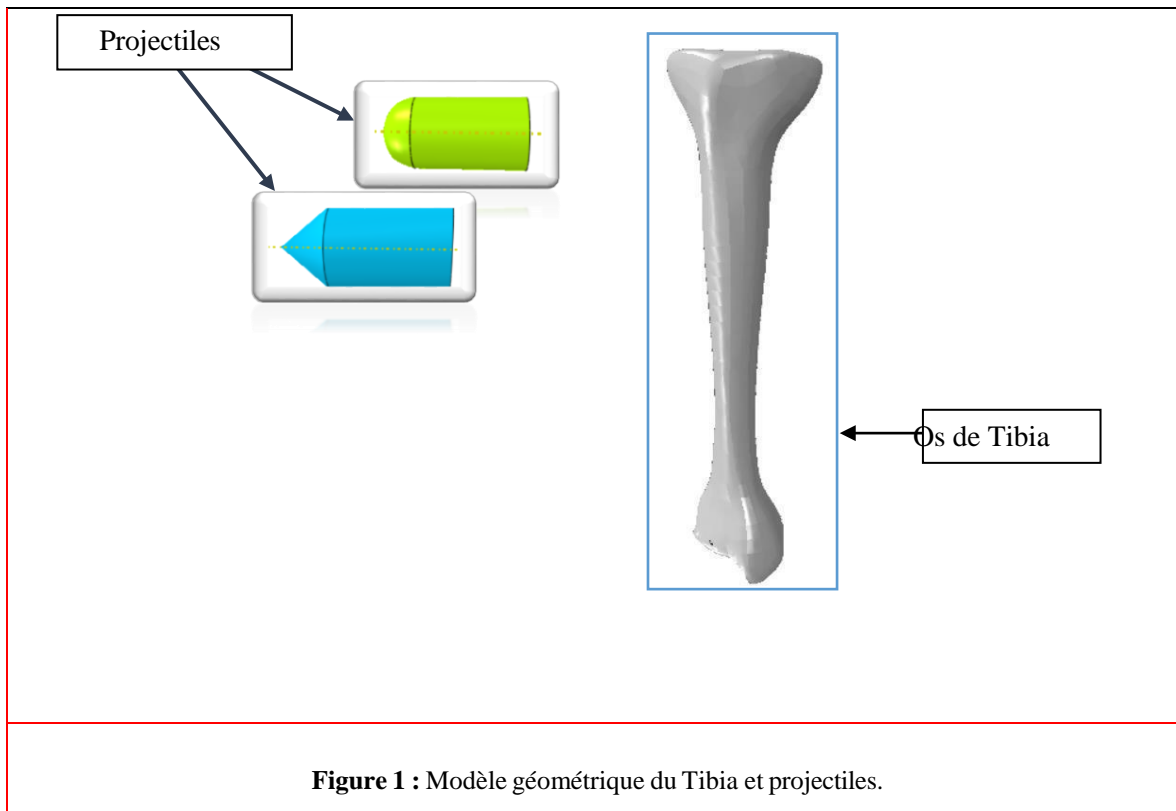 Projectiles
Os de Tibia
Figure 1 : Modèle géométrique du Tibia et projectiles.